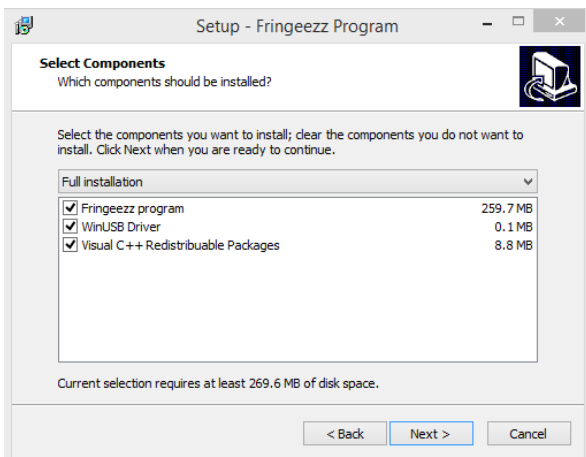 Setup - Fringeezz Program
Select Components
Which components should be installed?
Select the components you want to install; clear the components you do not want to
install. Click Next when you are ready to continue.
Full installation
Fringeezz program 259.7 MB
WinUSB Driver 0.1 MB
Visual C++ Redistribuable Packages 8.8 MB
Current selection requires at least 269.6 MB of disk space.
< Back Next > Cancel